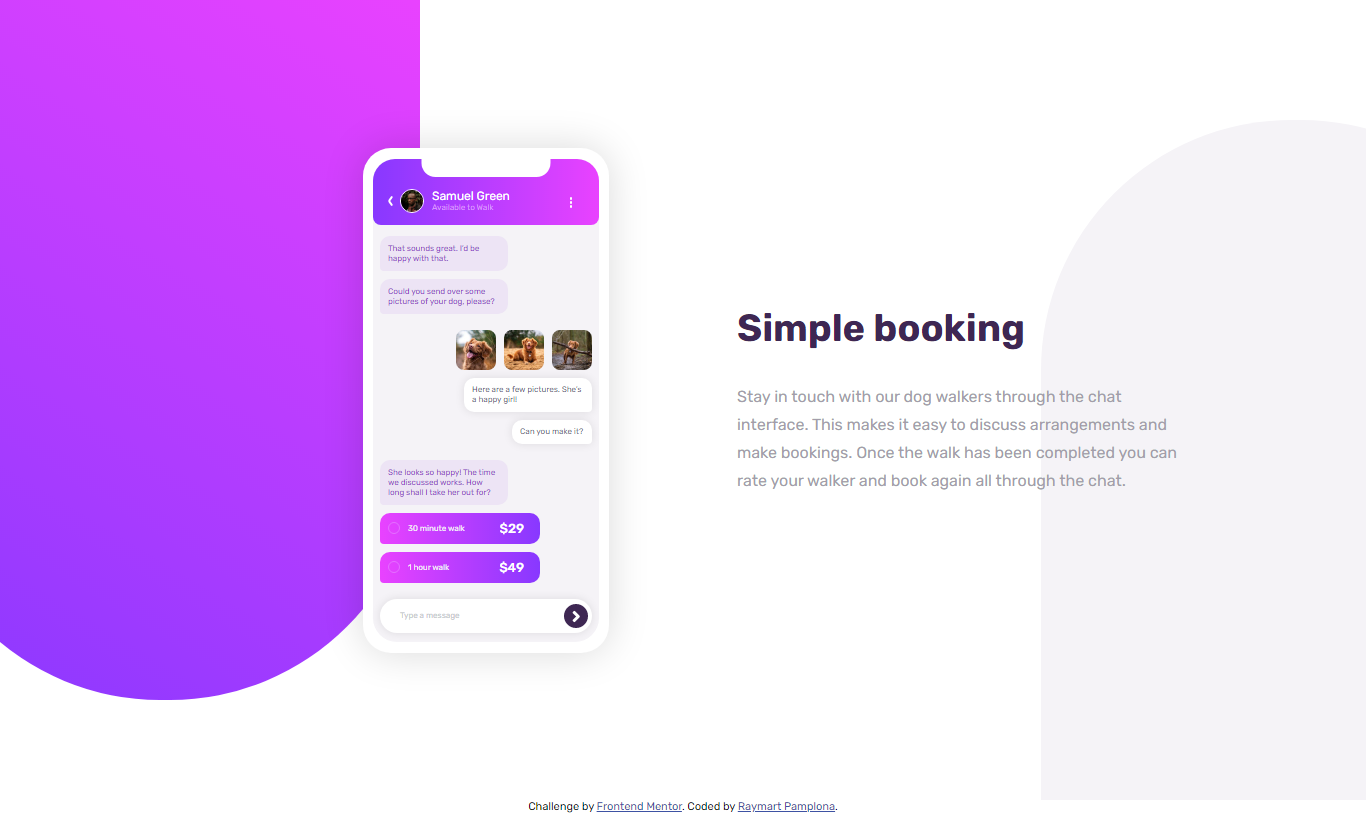 Samuel Green
Available to Walk
That sounds great. I'd be
happy with that.
Could you send over some
pictures of your dog, please?
Here are a few pictures. She's
a happy girl!
Can you make it?
She looks so happy! The time
we discussed works. How
long shall I take her out for?
30 minute walk $29
1 hour walk $49
Type a message
Simple booking
Stay in touch with our dog walkers through the chat
interface. This makes it easy to discuss arrangements and
make bookings. Once the walk has been completed you can
rate your walker and book again all through the chat.
Challenge by Frontend Mentor. Coded by Raymart Pamplona.